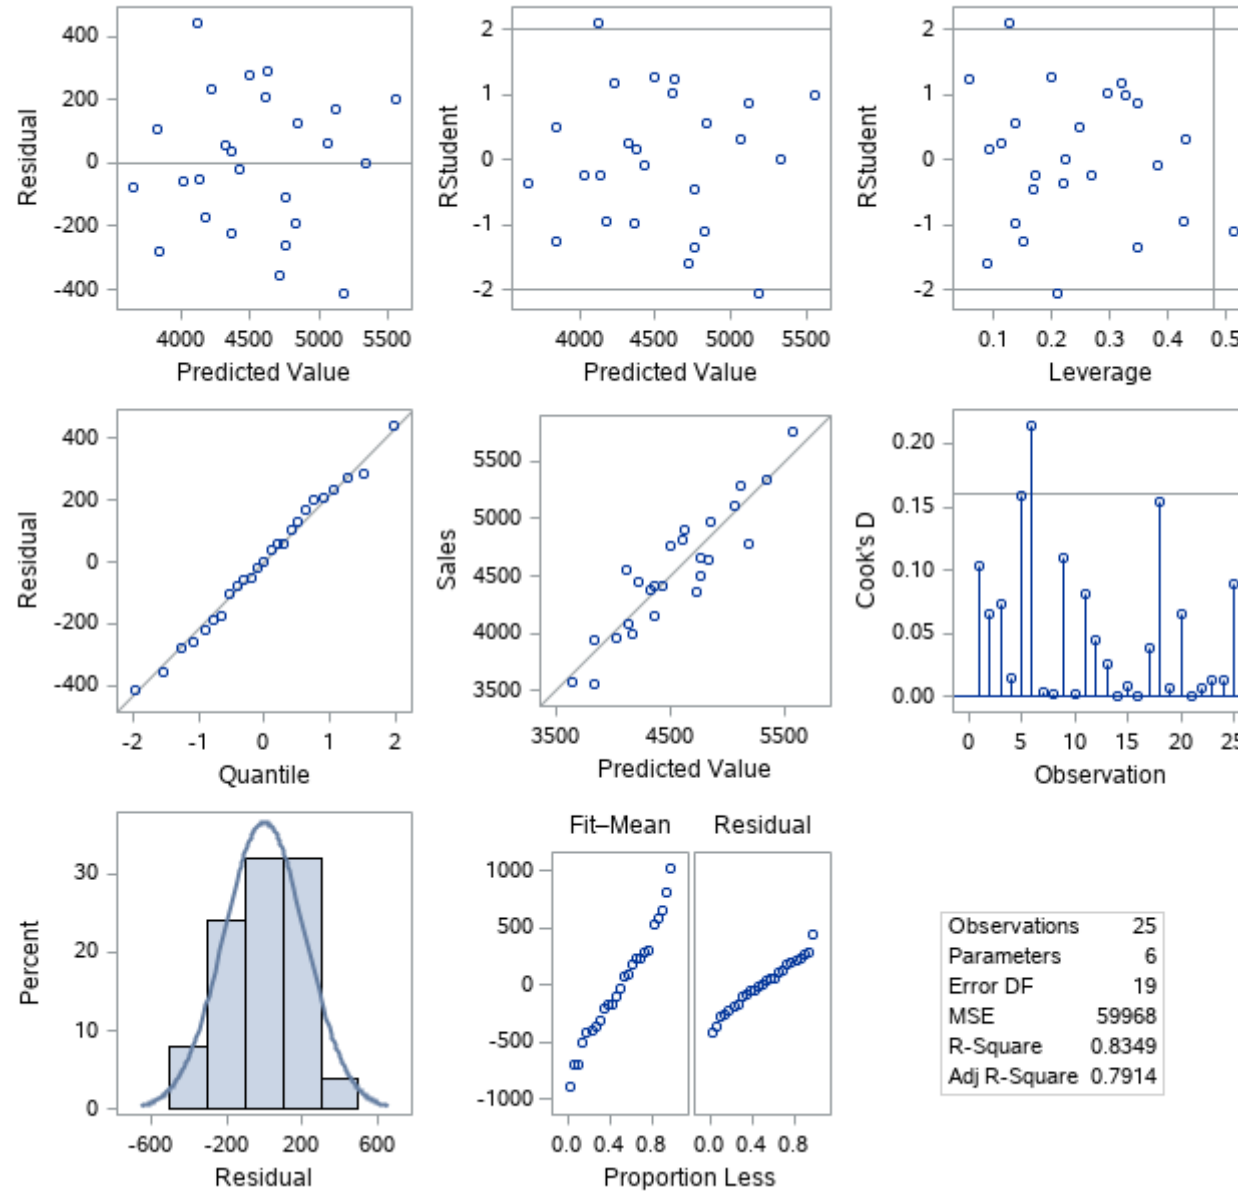 400
200
0
-200
-400
Residual
4000 4500 5000 5500
Predicted Value
2
1
0
-1
-2
RStudent
4000 4500 5000 5500
Predicted Value
2
1
0
-1
-2
RStudent
0.1 0.2 0.3 0.4
Leverage
400
200
0
-200
-400
Residual
-2 -1 0 1 2
Quantile
5500
5000
4500
4000
3500
Sales
3500 4500 5500
Predicted Value
0.20
0.15
0.10
0.05
0.00
Cook's D
0 5 10 15 20
Observation
30
20
10
0
Percent
-600 -200 200 600
Residual
Fit–Mean Residual
1000
500
0
-500
-1000
0.0 0.4 0.8 0.0 0.4 0.8
Proportion Less
Observations 25
Parameters 6
Error DF 19
MSE 59968
R-Square 0.8349
Adj R-Square 0.7914